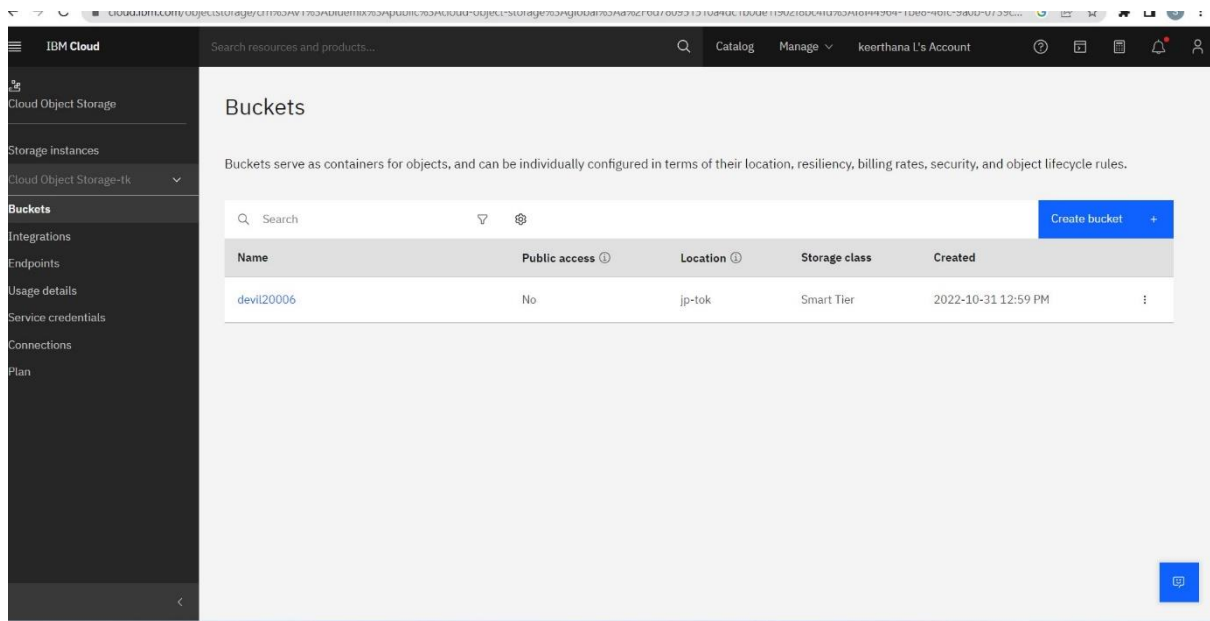 IBM Cloud
Search resources and products...
Catalog
Manage
keerthana L's Account
Cloud Object Storage
Storage instances
Cloud Object Storage-tk
Buckets
Integrations
Endpoints
Usage details
Service credentials
Connections
Plan
Buckets
Buckets serve as containers for objects, and can be individually configured in terms of their location, resiliency, billing rates, security, and object lifecycle rules.
Search
Create bucket +
Name Public access Location Storage class Created
devil20006 No jp-tok Smart Tier 2022-10-31 12:59 PM